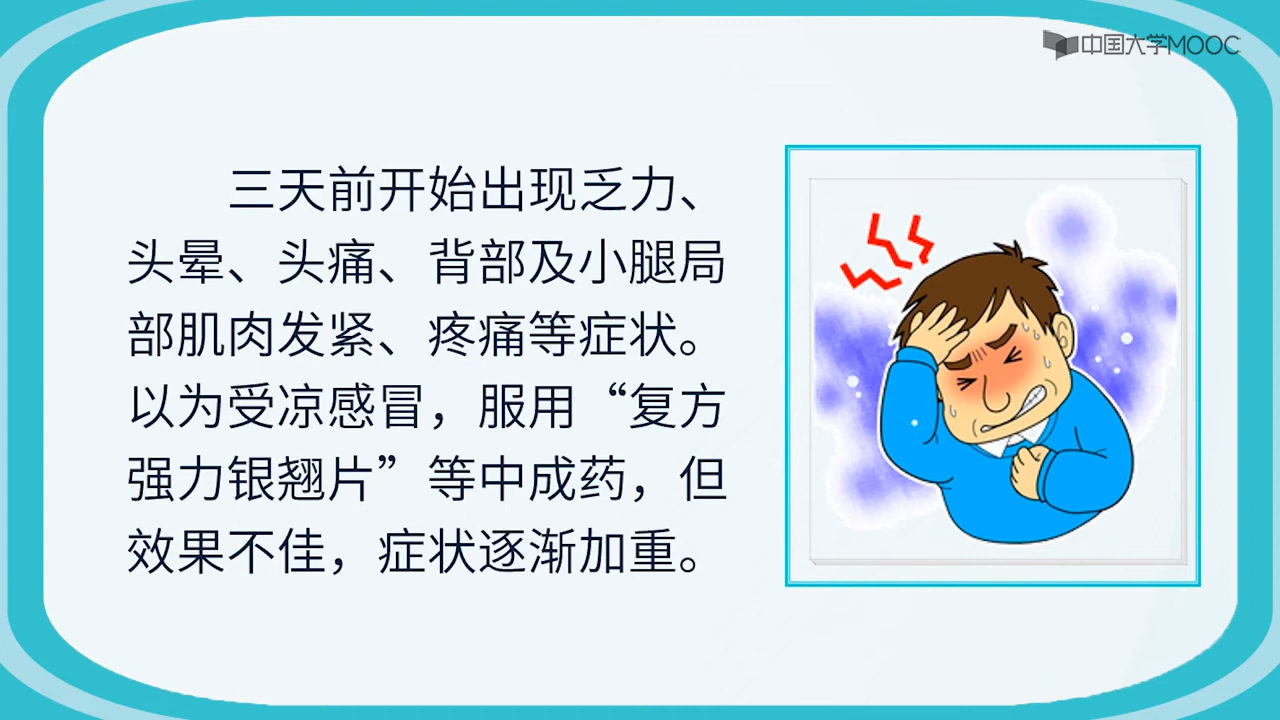 中国大学MOOC
三天前开始出现乏力、
头晕、头痛、背部及小腿局
部肌肉发紧、疼痛等症状。
以为受凉感冒，服用“复方
强力银翘片”等中成药，但
效果不佳，症状逐渐加重。